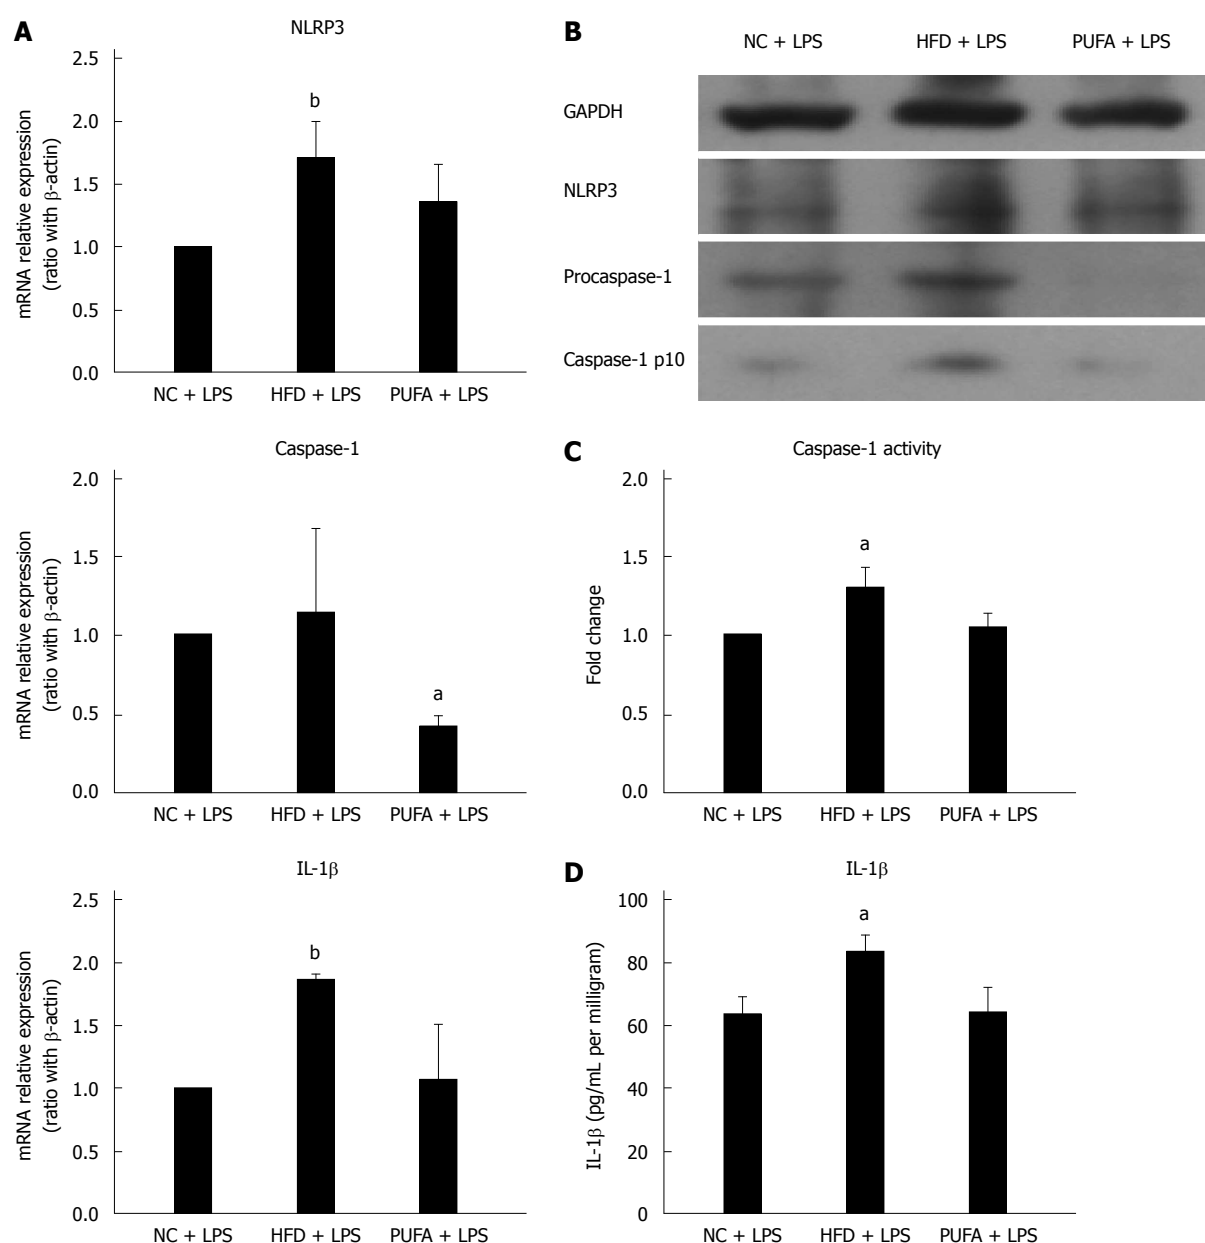 A
NLRP3
mRNA relative expression
(ratio with β-actin)
2.5
2.0
1.5
1.0
0.5
0.0
b
NC + LPS HFD + LPS PUFA + LPS
B
NC + LPS HFD + LPS PUFA + LPS
GAPDH
NLRP3
Procaspase-1
Caspase-1 p10
Caspase-1
mRNA relative expression
(ratio with β-actin)
2.0
1.5
1.0
0.5
0.0
a
NC + LPS HFD + LPS PUFA + LPS
C
Caspase-1 activity
Fold change
2.0
1.5
1.0
0.5
0.0
a
NC + LPS HFD + LPS PUFA + LPS
IL-1β
mRNA relative expression
(ratio with β-actin)
2.5
2.0
1.5
1.0
0.5
0.0
b
NC + LPS HFD + LPS PUFA + LPS
D
IL-1β
IL-1β (pg/mL per milligram)
100
80
60
40
20
0
a
NC + LPS HFD + LPS PUFA + LPS